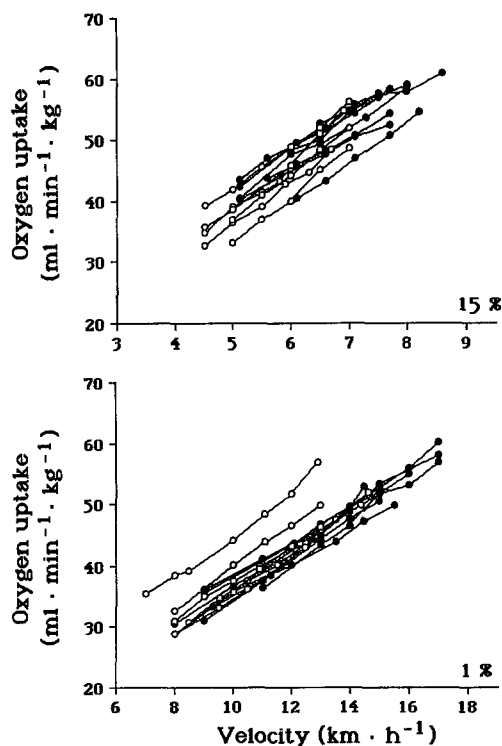 70
60
50
40
30
20
Oxygen uptake
(ml · min⁻¹ · kg⁻¹)
15 %
3 4 5 6 7 8 9
70
60
50
40
30
20
Oxygen uptake
(ml · min⁻¹ · kg⁻¹)
1 %
6 8 10 12 14 16 18
Velocity (km · h⁻¹)